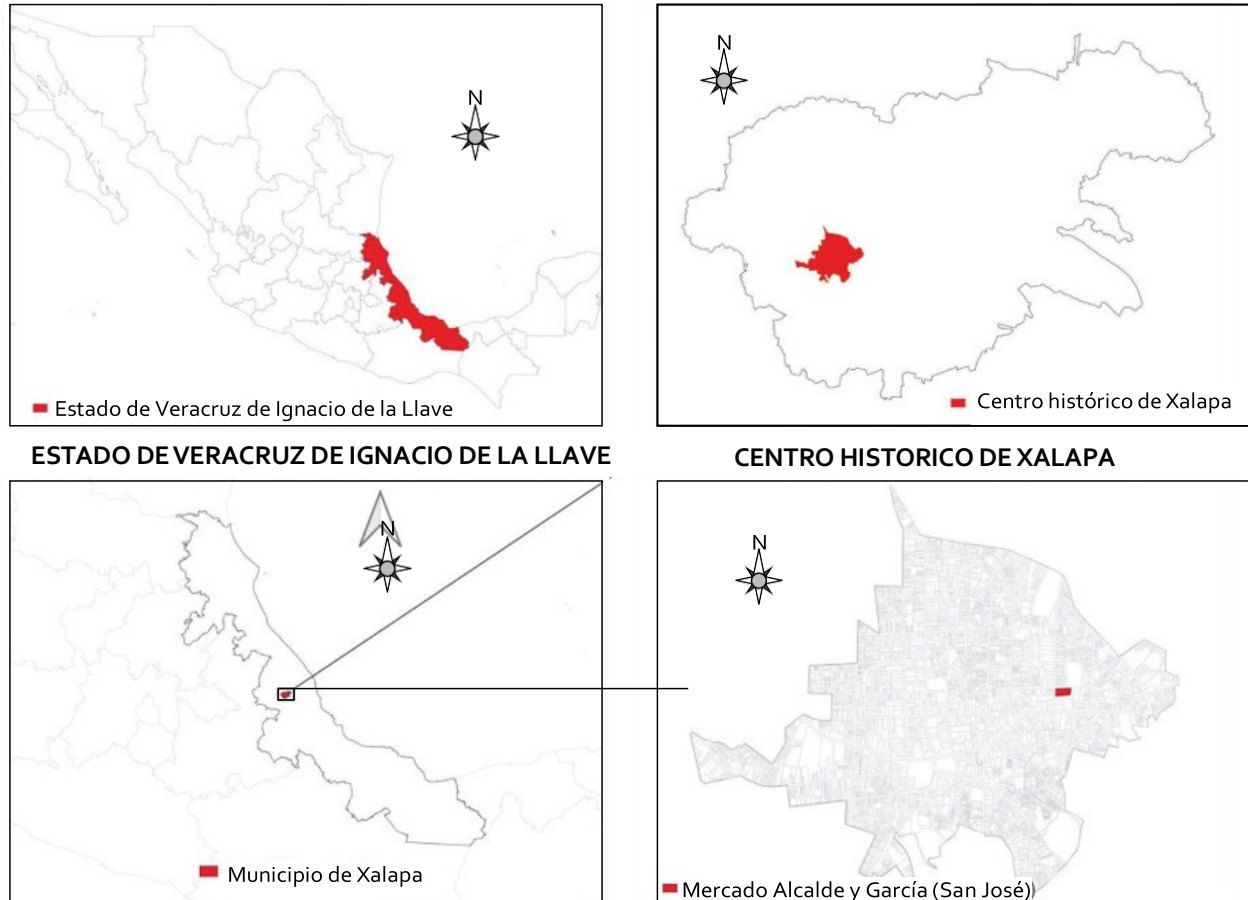 N
Estado de Veracruz de Ignacio de la Llave
N
Centro histórico de Xalapa
ESTADO DE VERACRUZ DE IGNACIO DE LA LLAVE
CENTRO HISTORICO DE XALAPA
N
Municipio de Xalapa
N
Mercado Alcalde y García (San José)